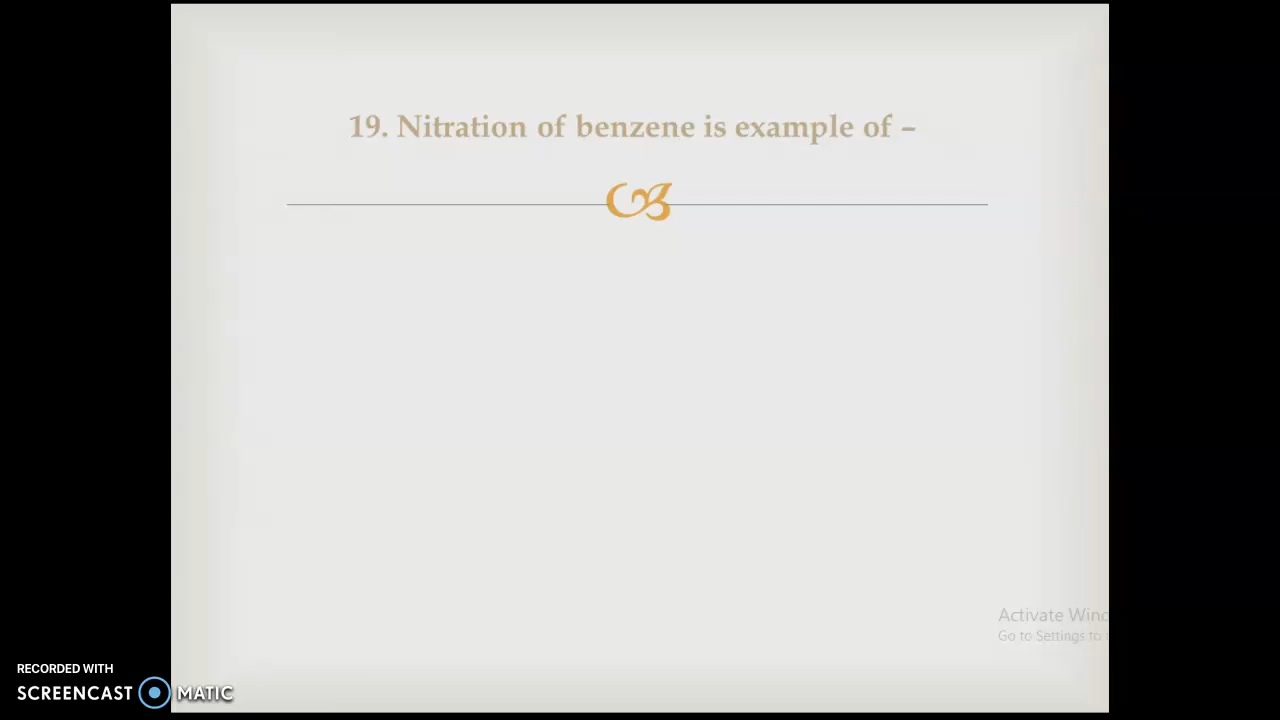 19. Nitration of benzene is example of –
Activate Wind
Go to Settings to
RECORDED WITH
SCREENCAST MATIC